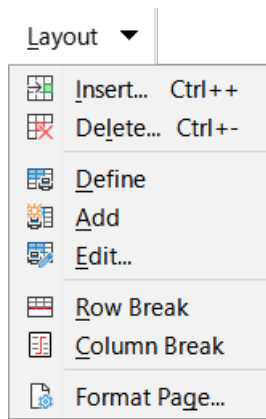 Layout
Insert... Ctrl++
Delete... Ctrl+-
Define
Add
Edit...
Row Break
Column Break
Format Page...